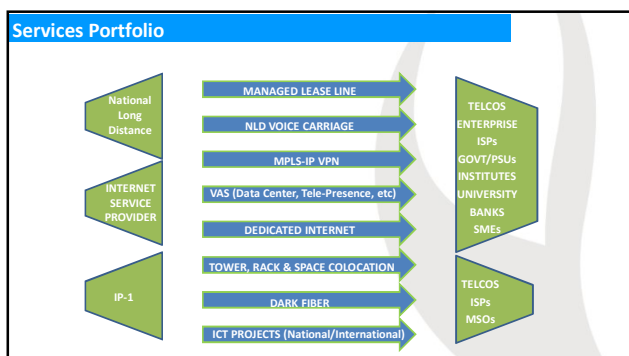 Services Portfolio
National
Long
Distance
INTERNET
SERVICE
PROVIDER
IP-1
MANAGED LEASE LINE
NLD VOICE CARRIAGE
MPLS-IP VPN
VAS (Data Center, Tele-Presence, etc)
DEDICATED INTERNET
TOWER, RACK & SPACE COLOCATION
DARK FIBER
ICT PROJECTS (National/International)
TELCOS
ENTERPRISE
ISPs
GOVT/PSUs
INSTITUTES
UNIVERSITY
BANKS
SMEs
TELCOS
ISPs
MSOs